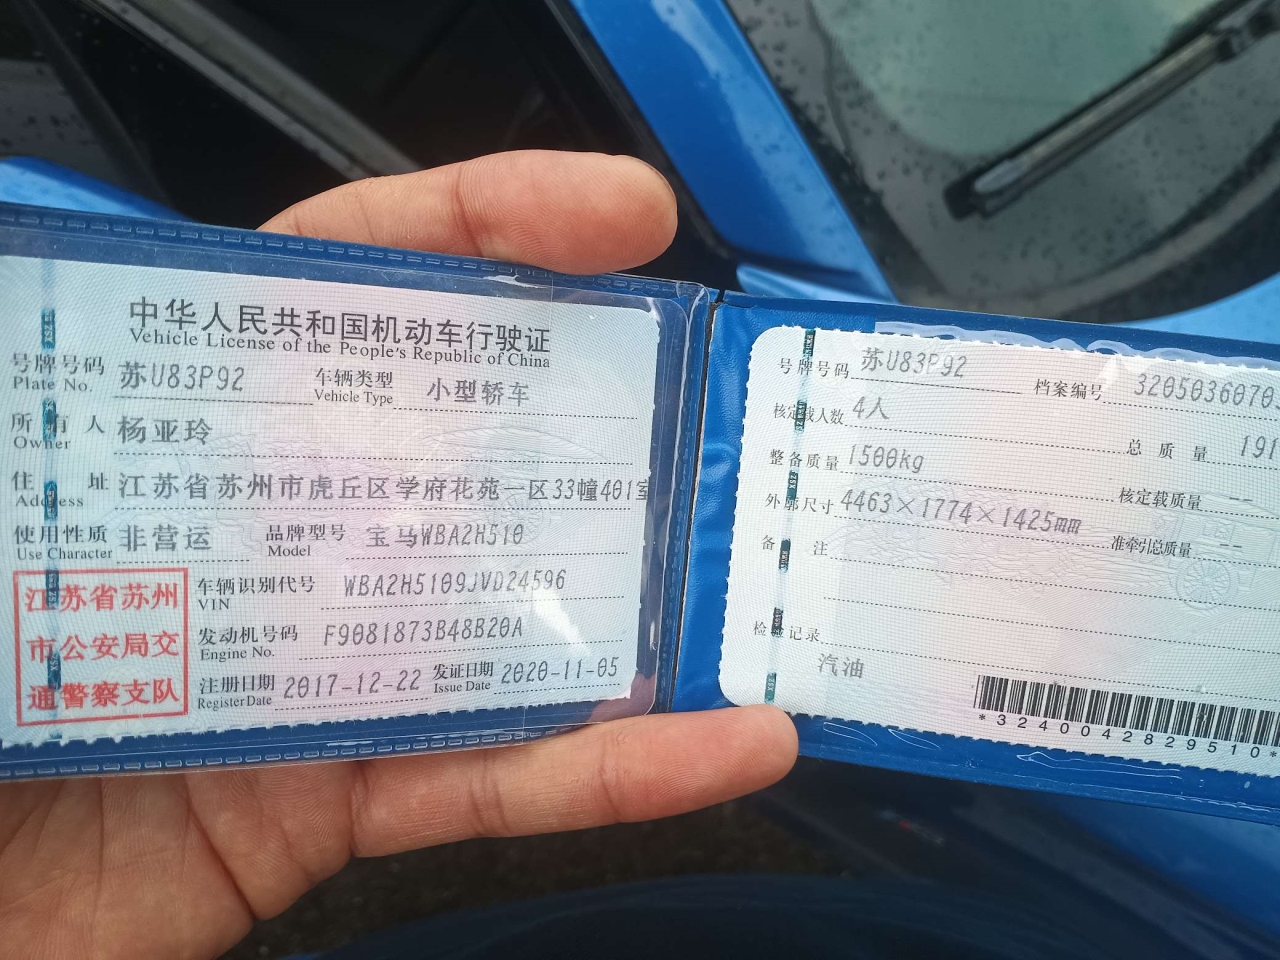 中华人民共和国机动车行驶证
Vehicle License of the People's Republic of China
号牌号码 苏U83P92 车辆类型 小型轿车
Plate No. Vehicle Type
所有人 杨亚玲
Owner
住址 江苏省苏州市虎丘区学府花苑一区33幢401室
Address
使用性质 非营运 品牌型号 宝马WBA2H510
Use Character Model
江苏省苏州
市公安局交
通警察支队
车辆识别代号 WBA2H5109JVD24596
VIN
发动机号码 F9081873B48B20A
Engine No.
注册日期 2017-12-22 发证日期 2020-11-05
Register Date Issue Date
号牌号码 苏U83P92 档案编号 3205036070
核定载人数 4人 总质量 191
整备质量 1500kg 核定载质量 --
外廓尺寸 4463×1774×1425mm 准牵引总质量 --
备注
检验记录
汽油
*3240042829510*